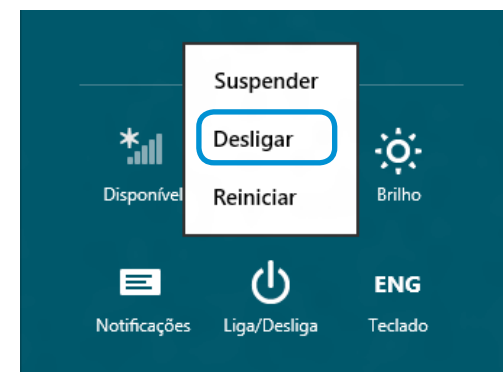 Suspender
Desligar
Reiniciar
Disponível
Brilho
ENG
Notificações
Liga/Desliga
Teclado